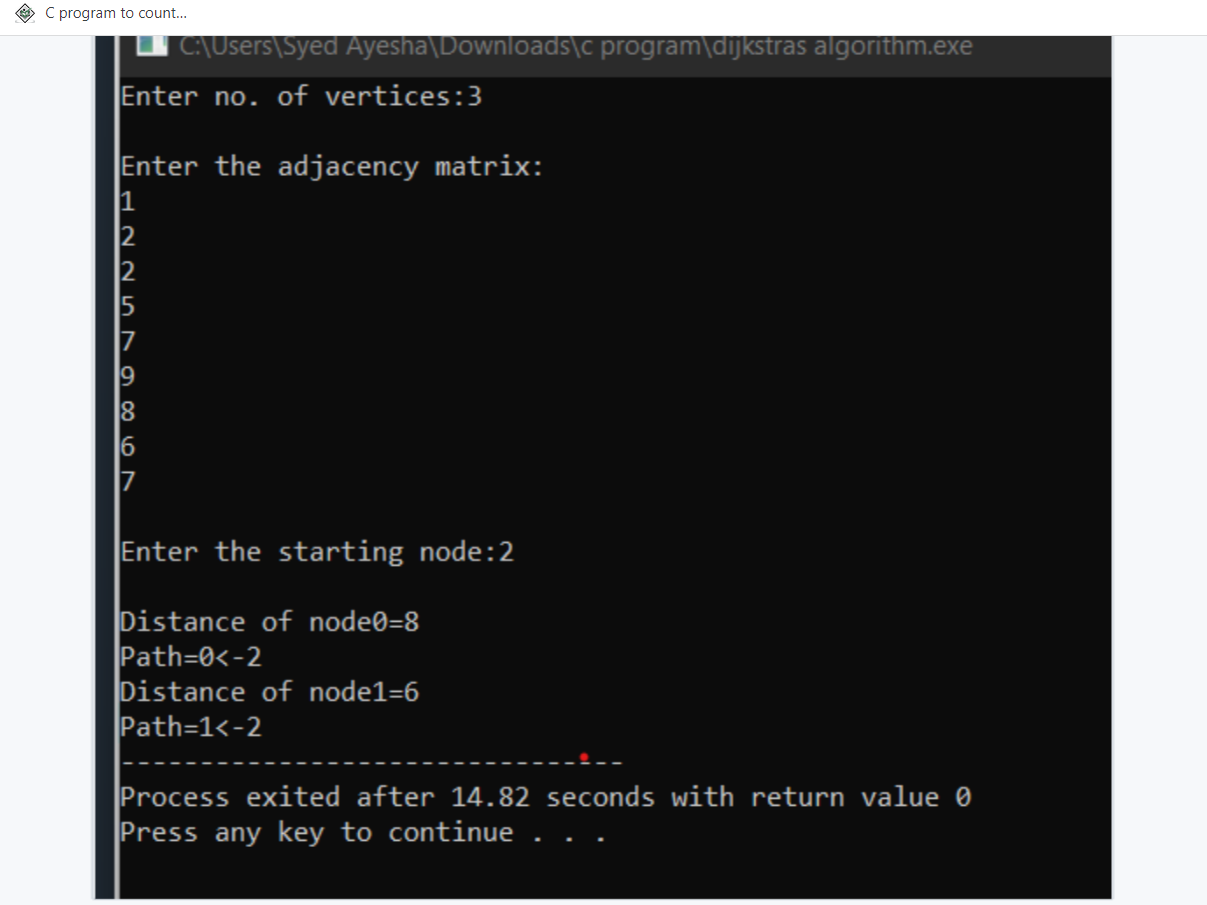 C program to count...
C:\Users\Syed Ayesha\Downloads\c program\dijkstras algorithm.exe
Enter no. of vertices:3
Enter the adjacency matrix:
1
2
2
5
7
9
8
6
7
Enter the starting node:2
Distance of node0=8
Path=0<-2
Distance of node1=6
Path=1<-2
--------------------------------
Process exited after 14.82 seconds with return value 0
Press any key to continue . . .